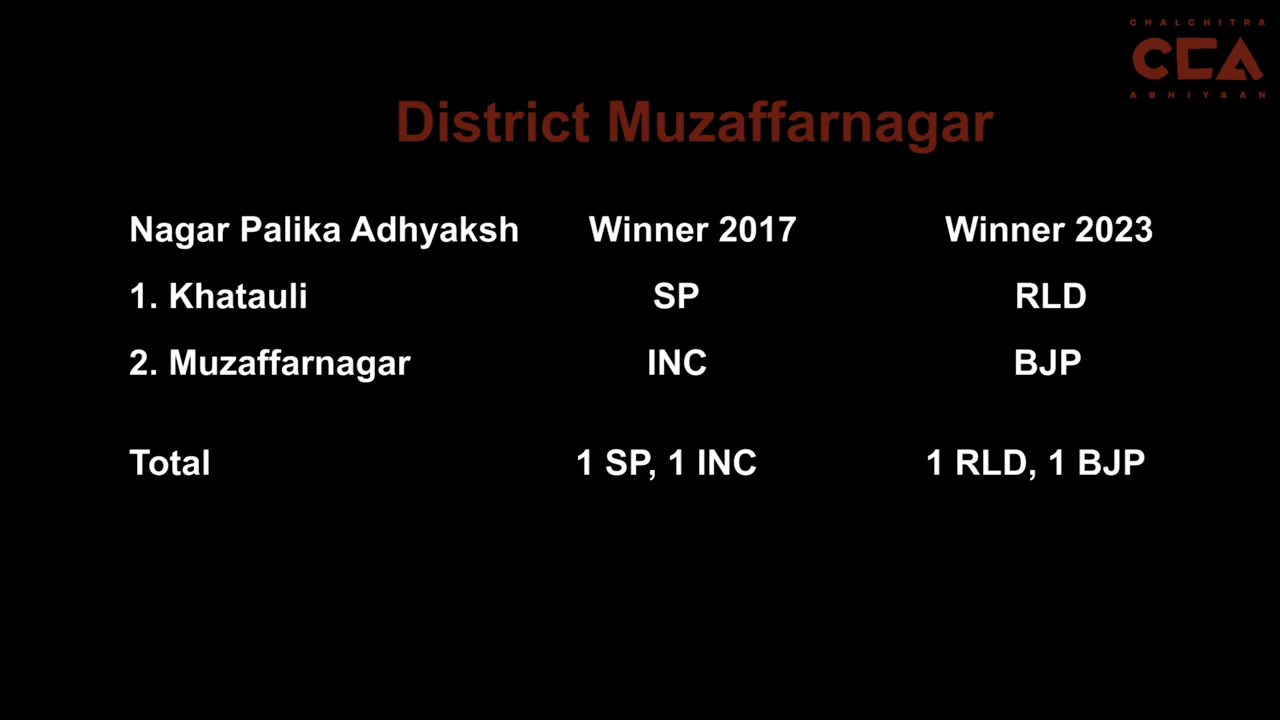 CHALCHITRA
CCA
ABHIYAAN
District Muzaffarnagar
Nagar Palika Adhyaksh Winner 2017 Winner 2023
1. Khatauli SP RLD
2. Muzaffarnagar INC BJP
Total 1 SP, 1 INC 1 RLD, 1 BJP